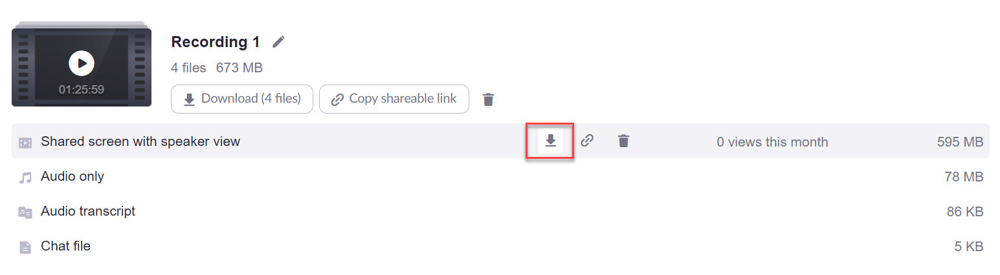 Recording 1
4 files 673 MB
01:25:59
Download (4 files) Copy shareable link
Shared screen with speaker view 0 views this month 595 MB
Audio only 78 MB
Audio transcript 86 KB
Chat file 5 KB